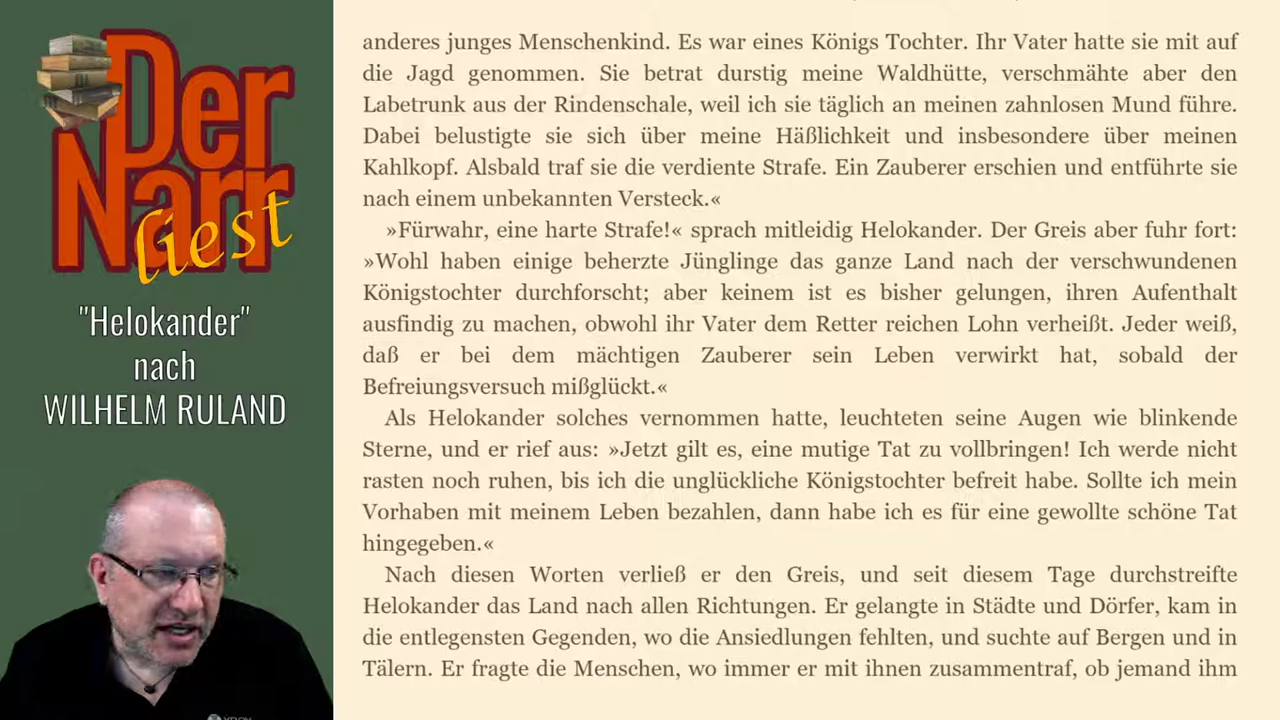 Der
Narr
liest
"Helokander"
nach
WILHELM RULAND
anderes junges Menschenkind. Es war eines Königs Tochter. Ihr Vater hatte sie mit auf
die Jagd genommen. Sie betrat durstig meine Waldhütte, verschmähte aber den
Labetrunk aus der Rindenschale, weil ich sie täglich an meinen zahnlosen Mund führe.
Dabei belustigte sie sich über meine Häßlichkeit und insbesondere über meinen
Kahlkopf. Alsbald traf sie die verdiente Strafe. Ein Zauberer erschien und entführte sie
nach einem unbekannten Versteck.«
»Fürwahr, eine harte Strafe!« sprach mitleidig Helokander. Der Greis aber fuhr fort:
»Wohl haben einige beherzte Jünglinge das ganze Land nach der verschwundenen
Königstochter durchforscht; aber keinem ist es bisher gelungen, ihren Aufenthalt
ausfindig zu machen, obwohl ihr Vater dem Retter reichen Lohn verheißt. Jeder weiß,
daß er bei dem mächtigen Zauberer sein Leben verwirkt hat, sobald der
Befreiungsversuch mißglückt.«
Als Helokander solches vernommen hatte, leuchteten seine Augen wie blinkende
Sterne, und er rief aus: »Jetzt gilt es, eine mutige Tat zu vollbringen! Ich werde nicht
rasten noch ruhen, bis ich die unglückliche Königstochter befreit habe. Sollte ich mein
Vorhaben mit meinem Leben bezahlen, dann habe ich es für eine gewollte schöne Tat
hingegeben.«
Nach diesen Worten verließ er den Greis, und seit diesem Tage durchstreifte
Helokander das Land nach allen Richtungen. Er gelangte in Städte und Dörfer, kam in
die entlegensten Gegenden, wo die Ansiedlungen fehlten, und suchte auf Bergen und in
Tälern. Er fragte die Menschen, wo immer er mit ihnen zusammentraf, ob jemand ihm